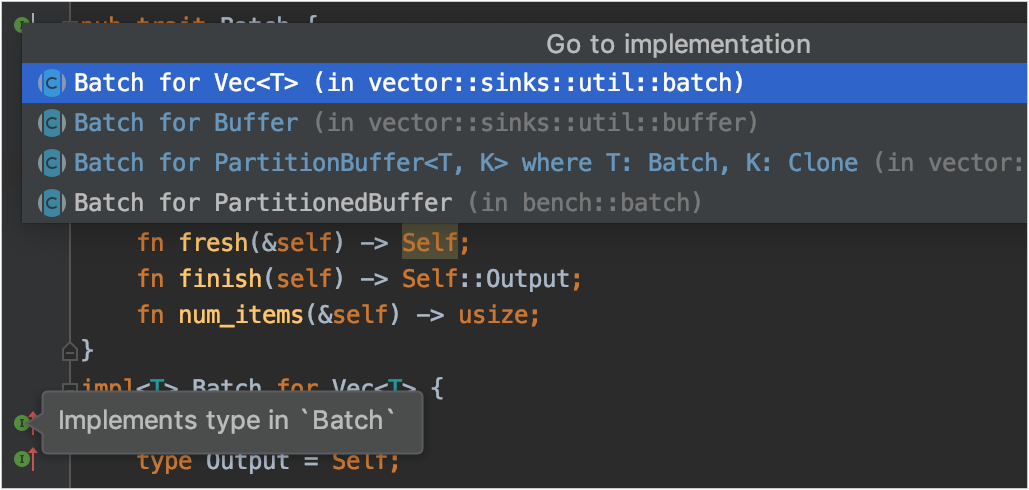 pub trait Batch {
Go to implementation
Batch for Vec<T> (in vector::sinks::util::batch)
Batch for Buffer (in vector::sinks::util::buffer)
Batch for PartitionBuffer<T, K> where T: Batch, K: Clone (in vector:
Batch for PartitionedBuffer (in bench::batch)
fn fresh(&self) -> Self;
fn finish(self) -> Self::Output;
fn num_items(&self) -> usize;
}
impl<T> Batch for Vec<T> {
Implements type in `Batch`
type Output = Self;